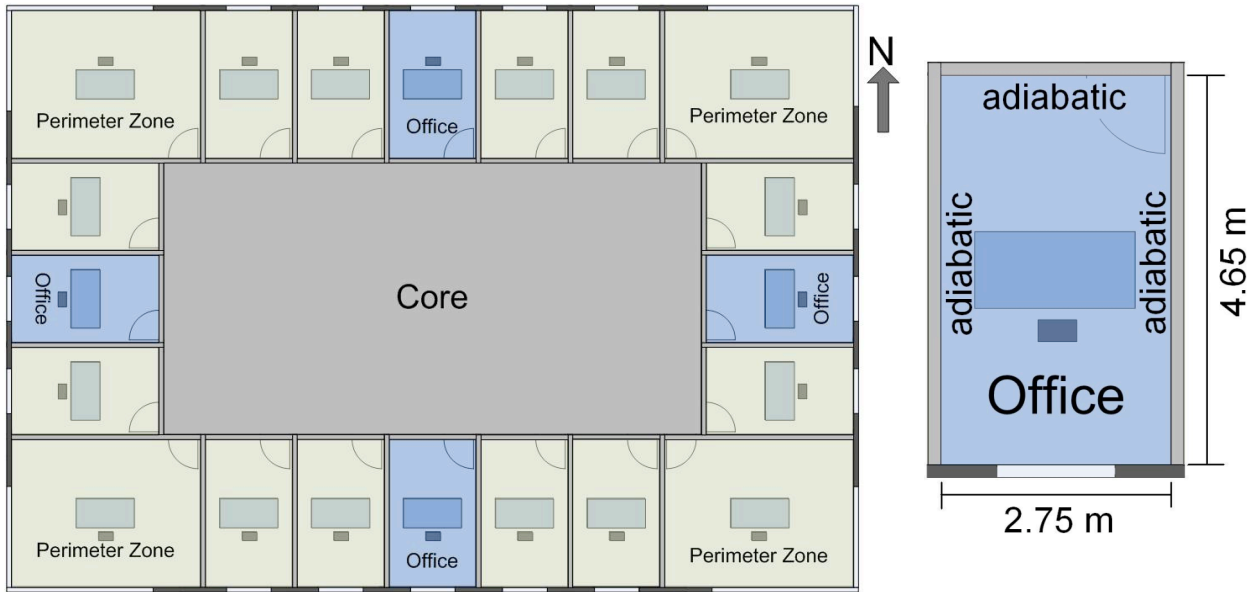 Perimeter Zone
Office
Perimeter Zone
N
Office
Core
Office
Perimeter Zone
Office
Perimeter Zone
adiabatic
adiabatic
adiabatic
Office
4.65 m
2.75 m